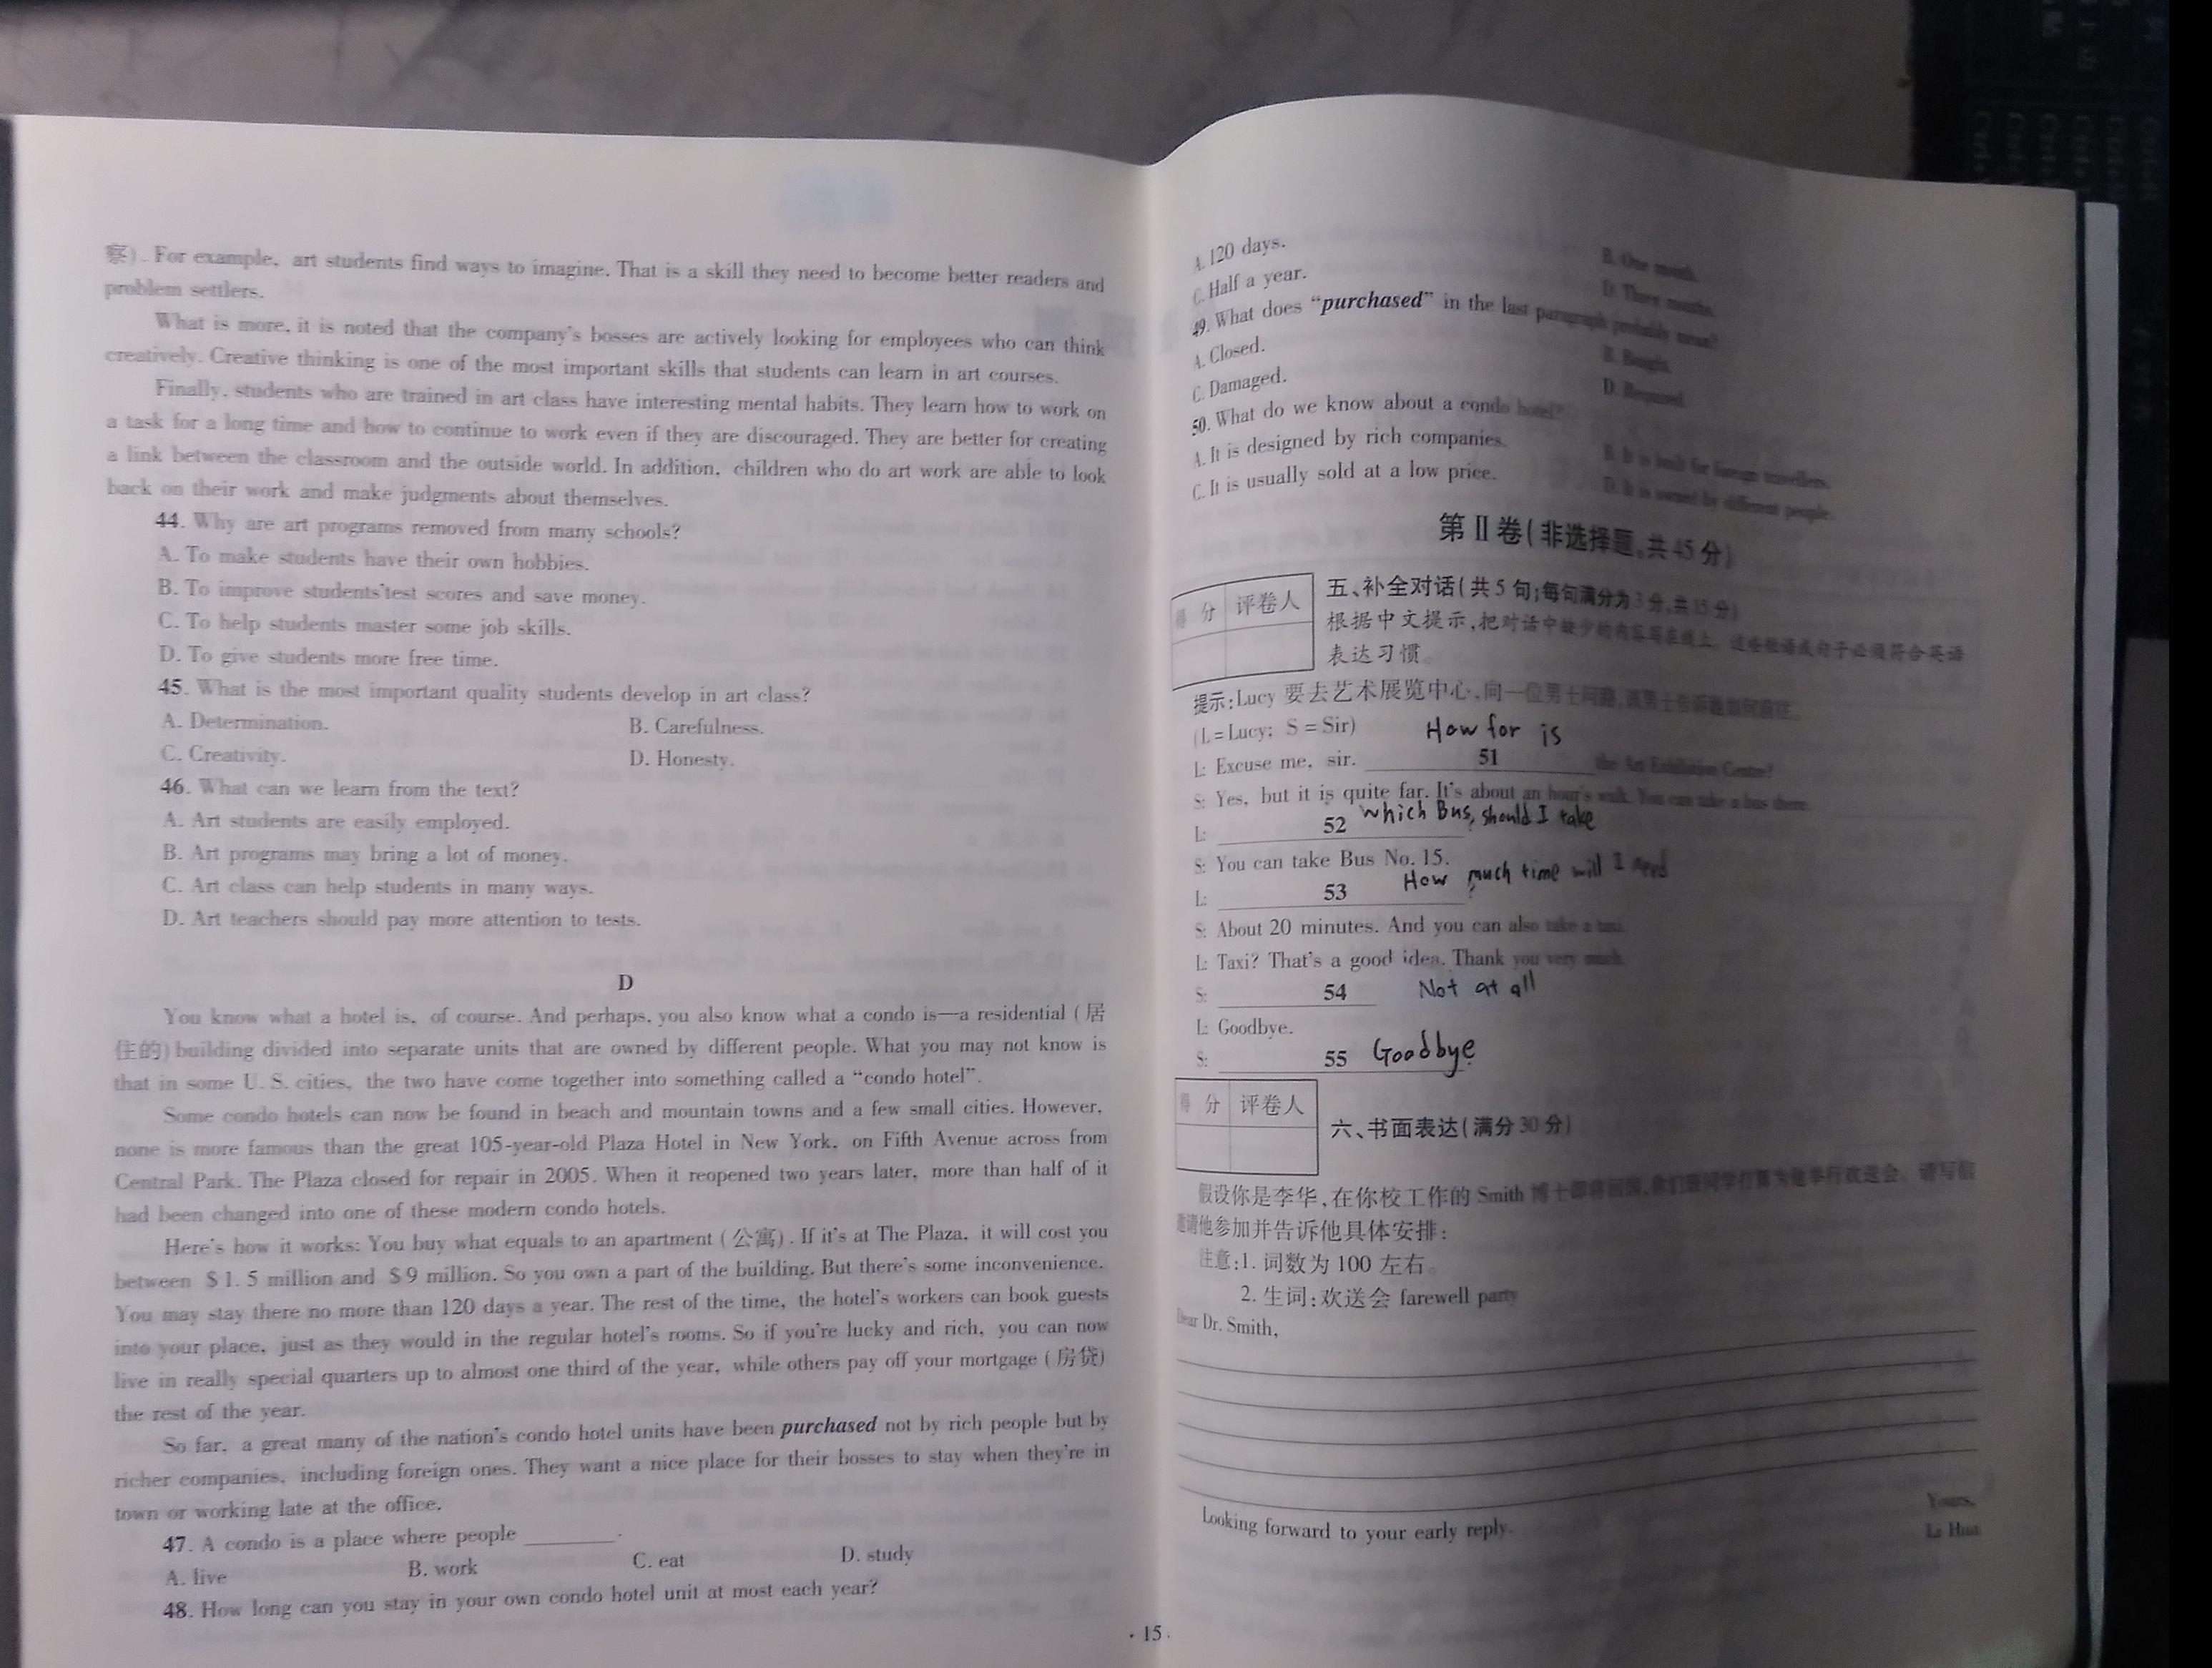 察). For example, art students find ways to imagine. That is a skill they need to become better readers and
problem settlers.
What is more, it is noted that the company's bosses are actively looking for employees who can think
creatively. Creative thinking is one of the most important skills that students can learn in art courses.
Finally, students who are trained in art class have interesting mental habits. They learn how to work on
a task for a long time and how to continue to work even if they are discouraged. They are better for creating
a link between the classroom and the outside world. In addition, children who do art work are able to look
back on their work and make judgments about themselves.
44. Why are art programs removed from many schools?
A. To make students have their own hobbies.
B. To improve students'test scores and save money.
C. To help students master some job skills.
D. To give students more free time.
45. What is the most important quality students develop in art class?
A. Determination. B. Carefulness.
C. Creativity. D. Honesty.
46. What can we learn from the text?
A. Art students are easily employed.
B. Art programs may bring a lot of money.
C. Art class can help students in many ways.
D. Art teachers should pay more attention to tests.
D
You know what a hotel is, of course. And perhaps, you also know what a condo is—a residential (居
住的) building divided into separate units that are owned by different people. What you may not know is
that in some U. S. cities, the two have come together into something called a “condo hotel”.
Some condo hotels can now be found in beach and mountain towns and a few small cities. However,
none is more famous than the great 105-year-old Plaza Hotel in New York, on Fifth Avenue across from
Central Park. The Plaza closed for repair in 2005. When it reopened two years later, more than half of it
had been changed into one of these modern condo hotels.
Here's how it works: You buy what equals to an apartment (公寓). If it's at The Plaza, it will cost you
between $1. 5 million and $9 million. So you own a part of the building. But there's some inconvenience.
You may stay there no more than 120 days a year. The rest of the time, the hotel's workers can book guests
into your place, just as they would in the regular hotel's rooms. So if you're lucky and rich, you can now
live in really special quarters up to almost one third of the year, while others pay off your mortgage (房贷)
the rest of the year.
So far, a great many of the nation's condo hotel units have been purchased not by rich people but by
richer companies, including foreign ones. They want a nice place for their bosses to stay when they're in
town or working late at the office.
47. A condo is a place where people ______.
A. live B. work C. eat D. study
48. How long can you stay in your own condo hotel unit at most each year?
A. 120 days. B. One month.
C. Half a year. D. Three months.
49. What does “purchased” in the last paragraph probably mean?
A. Closed. B. Bought.
C. Damaged. D. Required.
50. What do we know about a condo hotel?
A. It is designed by rich companies. B. It is built for foreign travellers.
C. It is usually sold at a low price. D. It is owned by different people.
第Ⅱ卷(非选择题,共45分)
得 分 评卷人
五、补全对话(共5句;每句满分为3分,共15分)
根据中文提示,把对话中缺少的内容写在线上。这些短语或句子必须符合英语
表达习惯。
提示:Lucy 要去艺术展览中心,向一位男士问路,该男士告诉她如何前往。
(L=Lucy; S=Sir) How for is
L: Excuse me, sir. 51 the Art Exhibition Centre?
S: Yes, but it is quite far. It's about an hour's walk. You can take a bus there.
L: 52 which Bus, should I take
S: You can take Bus No. 15.
L: 53 How much time will I need ?
S: About 20 minutes. And you can also take a taxi.
L: Taxi? That's a good idea. Thank you very much.
S: 54 Not at all
L: Goodbye.
S: 55 Goodbye.
得 分 评卷人
六、书面表达(满分30分)
假设你是李华,在你校工作的 Smith 博士即将回国,你们班同学打算为他举行欢送会。请写信
邀请他参加并告诉他具体安排:
注意:1. 词数为100左右。
2. 生词:欢送会 farewell party
Dear Dr. Smith,
Looking forward to your early reply.
Yours,
Li Hua
· 15 ·